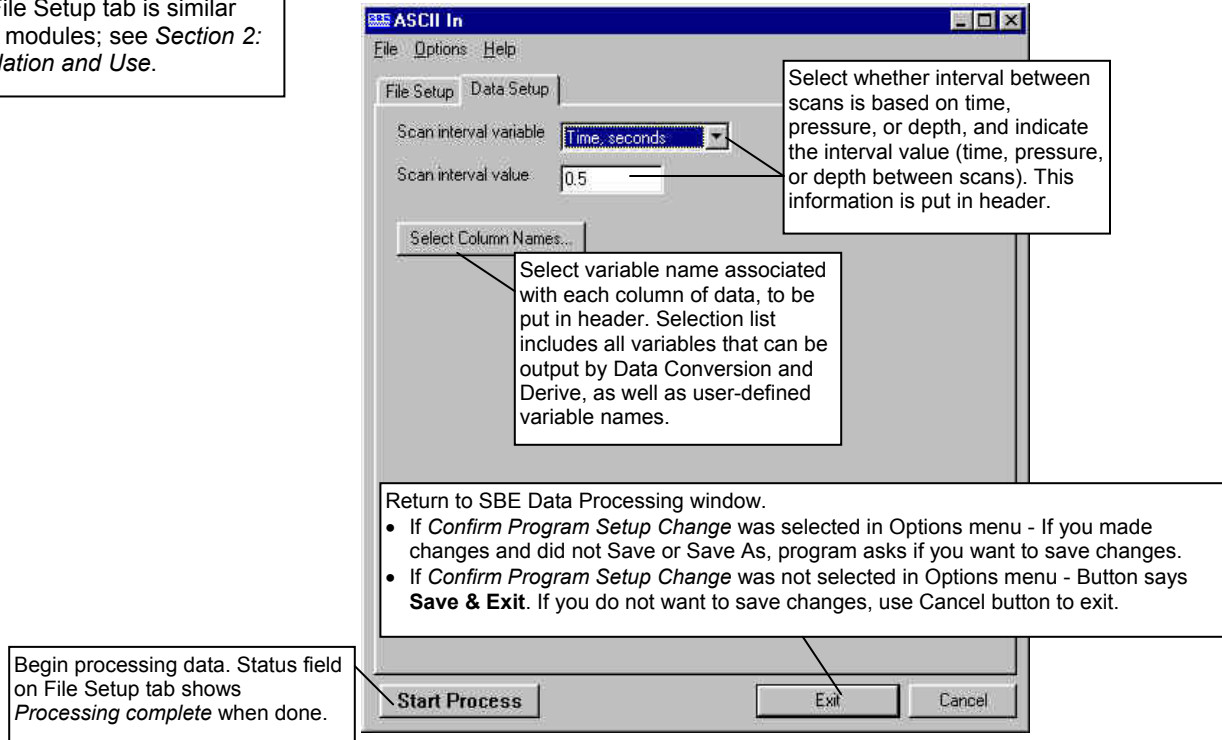 File Setup tab is similar
modules; see Section 2:
lation and Use.
SBE ASCII In
File Options Help
File Setup Data Setup
Scan interval variable Time, seconds
Scan interval value 0.5
Select Column Names...
Select whether interval between
scans is based on time,
pressure, or depth, and indicate
the interval value (time, pressure,
or depth between scans). This
information is put in header.
Select variable name associated
with each column of data, to be
put in header. Selection list
includes all variables that can be
output by Data Conversion and
Derive, as well as user-defined
variable names.
Return to SBE Data Processing window.
• If Confirm Program Setup Change was selected in Options menu - If you made
changes and did not Save or Save As, program asks if you want to save changes.
• If Confirm Program Setup Change was not selected in Options menu - Button says
Save & Exit. If you do not want to save changes, use Cancel button to exit.
Begin processing data. Status field
on File Setup tab shows
Processing complete when done.
Start Process Exit Cancel